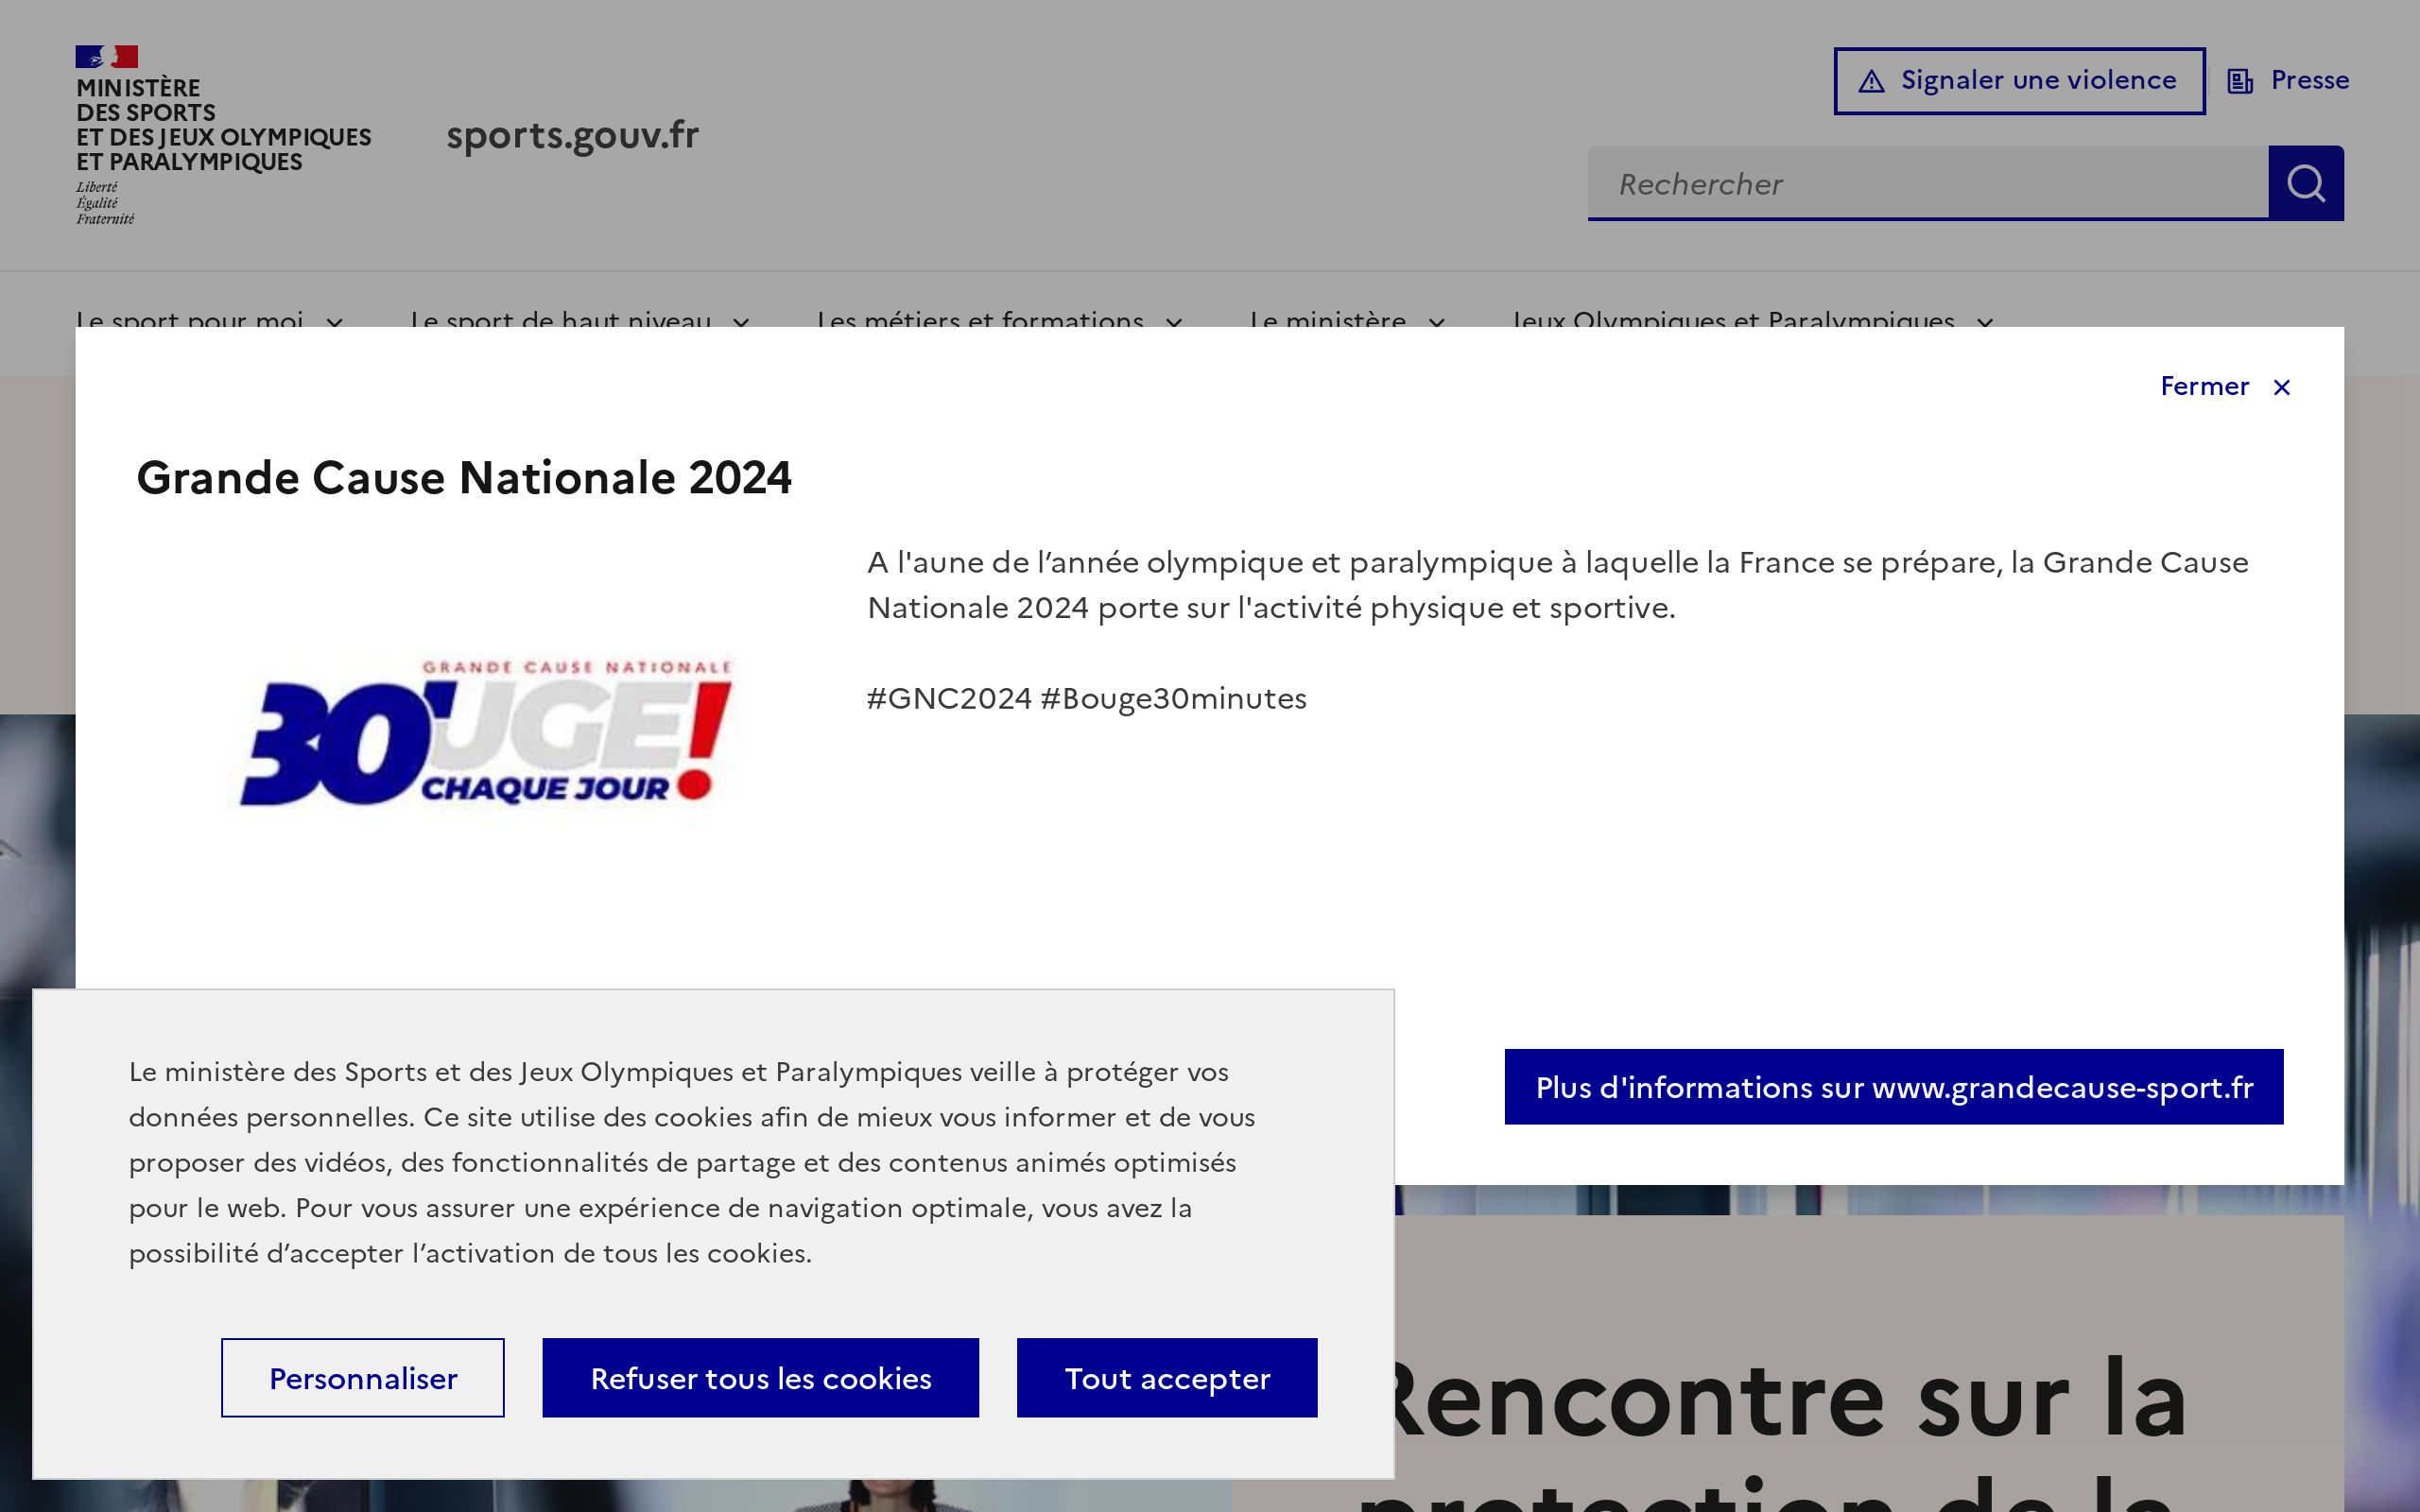 MINISTÈRE
DES SPORTS
ET DES JEUX OLYMPIQUES
ET PARALYMPIQUES
Liberté
Égalité
Fraternité
sports.gouv.fr
Signaler une violence
Presse
Rechercher
Le sport pour moi
Le sport de haut niveau
Les métiers et formations
Le ministère
Jeux Olympiques et Paralympiques
Fermer
Grande Cause Nationale 2024
GRANDE CAUSE NATIONALE
30'UGE!
CHAQUE JOUR
A l'aune de l’année olympique et paralympique à laquelle la France se prépare, la Grande Cause
Nationale 2024 porte sur l'activité physique et sportive.
#GNC2024 #Bouge30minutes
Plus d'informations sur www.grandecause-sport.fr
Le ministère des Sports et des Jeux Olympiques et Paralympiques veille à protéger vos
données personnelles. Ce site utilise des cookies afin de mieux vous informer et de vous
proposer des vidéos, des fonctionnalités de partage et des contenus animés optimisés
pour le web. Pour vous assurer une expérience de navigation optimale, vous avez la
possibilité d’accepter l’activation de tous les cookies.
Personnaliser
Refuser tous les cookies
Tout accepter
Rencontre sur la
protection de la